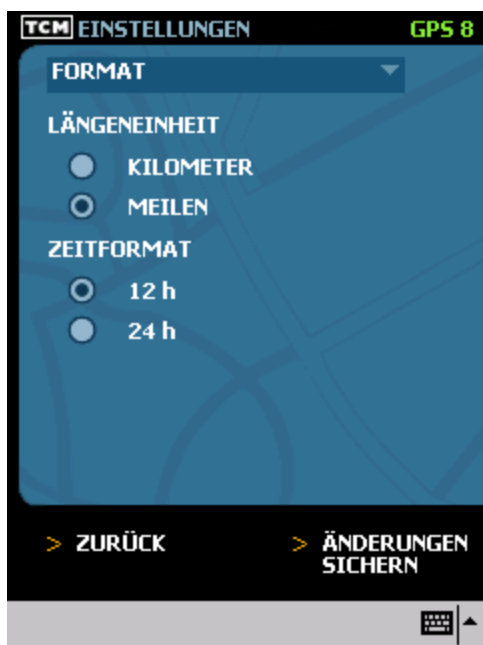 TCM EINSTELLUNGEN GPS 8
FORMAT
LÄNGENEINHEIT
KILOMETER
MEILEN
ZEITFORMAT
12 h
24 h
> ZURÜCK > ÄNDERUNGEN
SICHERN